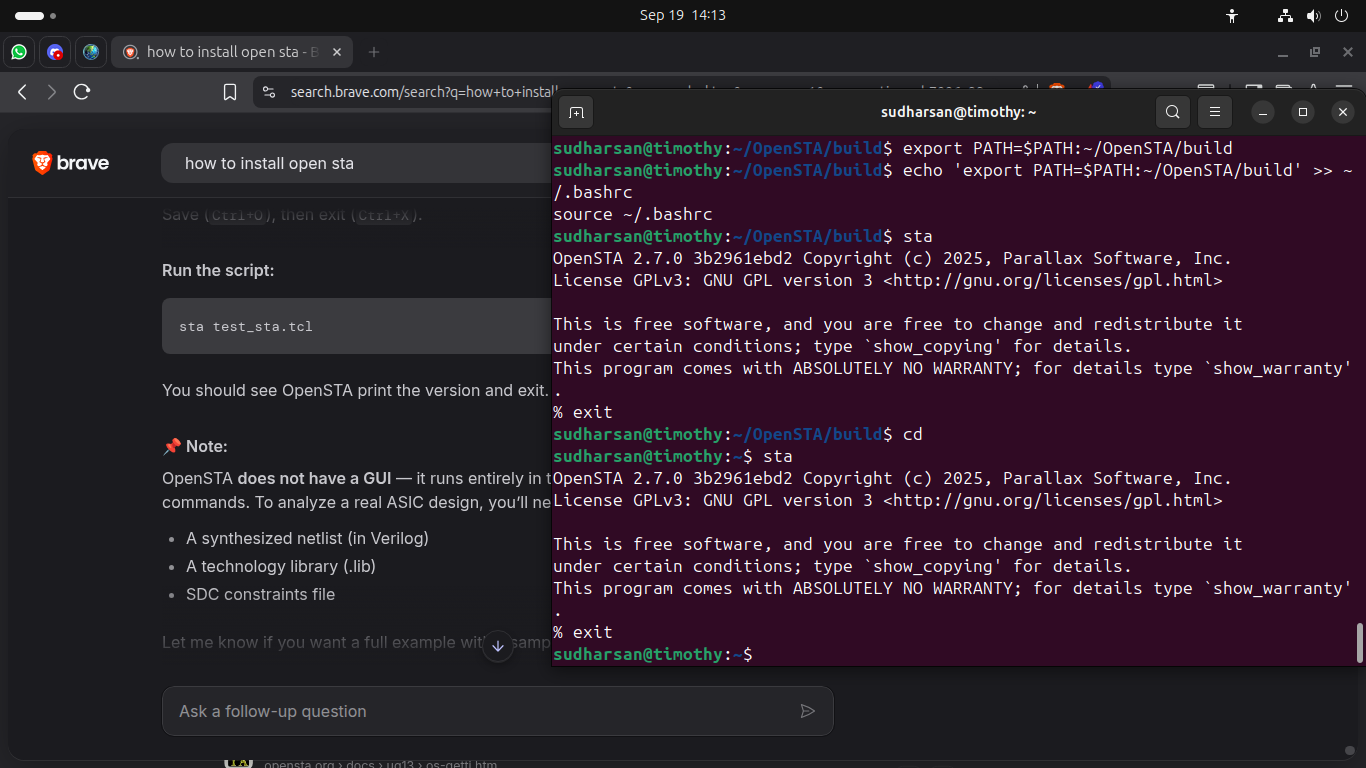 Sep 19 14:13
how to install open sta - B
search.brave.com/search?q=how+to+install
brave
how to install open sta
Save (Ctrl+O), then exit (Ctrl+X).
Run the script:
sta test_sta.tcl
You should see OpenSTA print the version and exit.
📌 Note:
OpenSTA does not have a GUI — it runs entirely in t
commands. To analyze a real ASIC design, you'll ne
• A synthesized netlist (in Verilog)
• A technology library (.lib)
• SDC constraints file
Let me know if you want a full example with samp
Ask a follow-up question
opensta.org › docs › ug13 › os-getti.htm
sudharsan@timothy: ~
sudharsan@timothy:~/OpenSTA/build$ export PATH=$PATH:~/OpenSTA/build
sudharsan@timothy:~/OpenSTA/build$ echo 'export PATH=$PATH:~/OpenSTA/build' >> ~
/.bashrc
source ~/.bashrc
sudharsan@timothy:~/OpenSTA/build$ sta
OpenSTA 2.7.0 3b2961ebd2 Copyright (c) 2025, Parallax Software, Inc.
License GPLv3: GNU GPL version 3 <http://gnu.org/licenses/gpl.html>
This is free software, and you are free to change and redistribute it
under certain conditions; type `show_copying' for details.
This program comes with ABSOLUTELY NO WARRANTY; for details type `show_warranty'
.
% exit
sudharsan@timothy:~/OpenSTA/build$ cd
sudharsan@timothy:~$ sta
OpenSTA 2.7.0 3b2961ebd2 Copyright (c) 2025, Parallax Software, Inc.
License GPLv3: GNU GPL version 3 <http://gnu.org/licenses/gpl.html>
This is free software, and you are free to change and redistribute it
under certain conditions; type `show_copying' for details.
This program comes with ABSOLUTELY NO WARRANTY; for details type `show_warranty'
.
% exit
sudharsan@timothy:~$